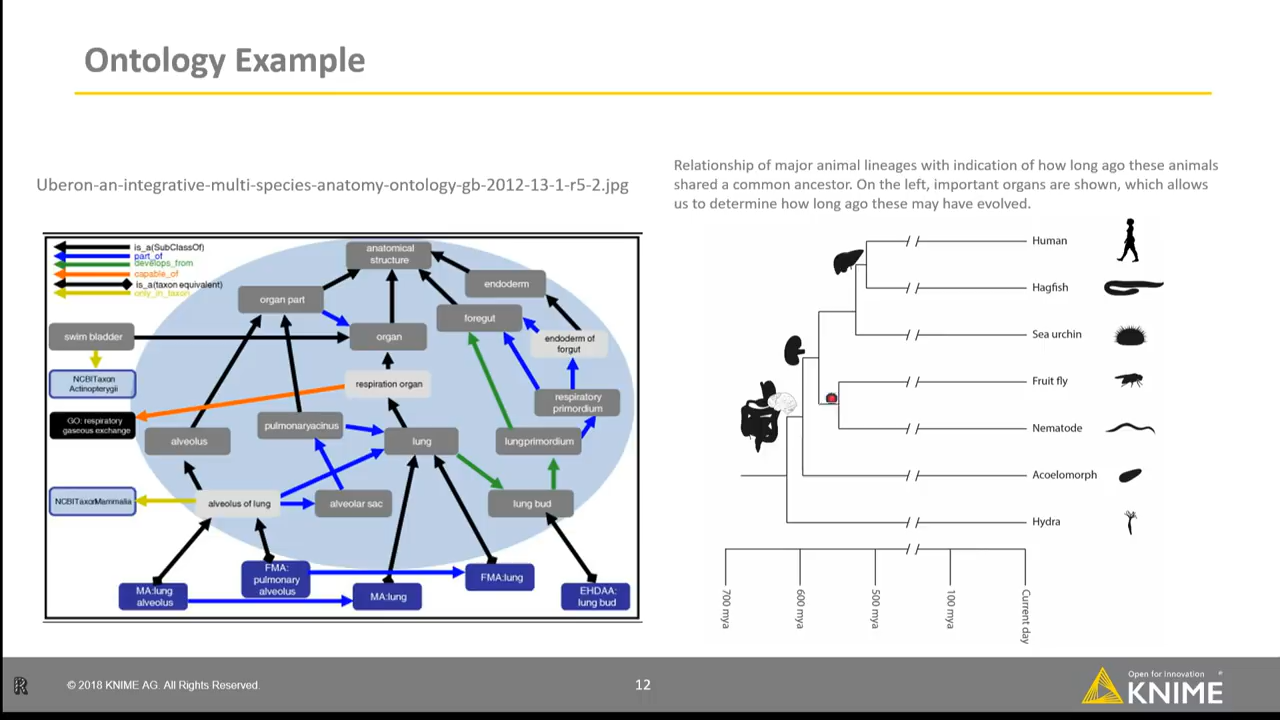 Ontology Example
Uberon-an-integrative-multi-species-anatomy-ontology-gb-2012-13-1-r5-2.jpg
is_a(SubClassOf)
part_of
develops_from
capable_of
is_a(taxon equivalent)
only_in_taxon
anatomical
structure
endoderm
organ part
foregut
swim bladder
organ
endoderm of
forgut
NCBITaxon
Actinopterygii
respiration organ
respiratory
primordium
GO: respiratory
gaseous exchange
pulmonaryacinus
alveolus
lung
lungprimordium
NCBITaxonMammalia
alveolus of lung
alveolar sac
lung bud
FMA:
pulmonary
alveolus
FMA:lung
MA:lung
alveolus
MA:lung
EHDAA:
lung bud
Relationship of major animal lineages with indication of how long ago these animals
shared a common ancestor. On the left, important organs are shown, which allows
us to determine how long ago these may have evolved.
Human
Hagfish
Sea urchin
Fruit fly
Nematode
Acoelomorph
Hydra
700 mya
600 mya
500 mya
100 mya
Current day
R
© 2018 KNIME AG. All Rights Reserved.
12
Open for Innovation
®
KNIME